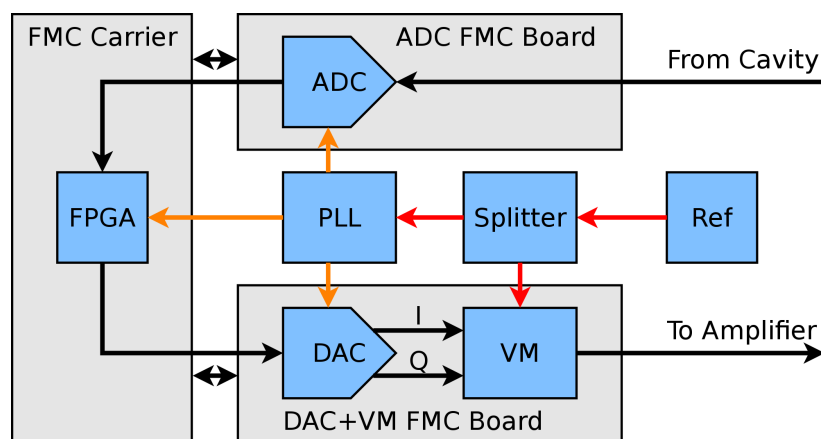 FMC Carrier
ADC FMC Board
From Cavity
ADC
FPGA
PLL
Splitter
Ref
I
To Amplifier
DAC
VM
Q
DAC+VM FMC Board